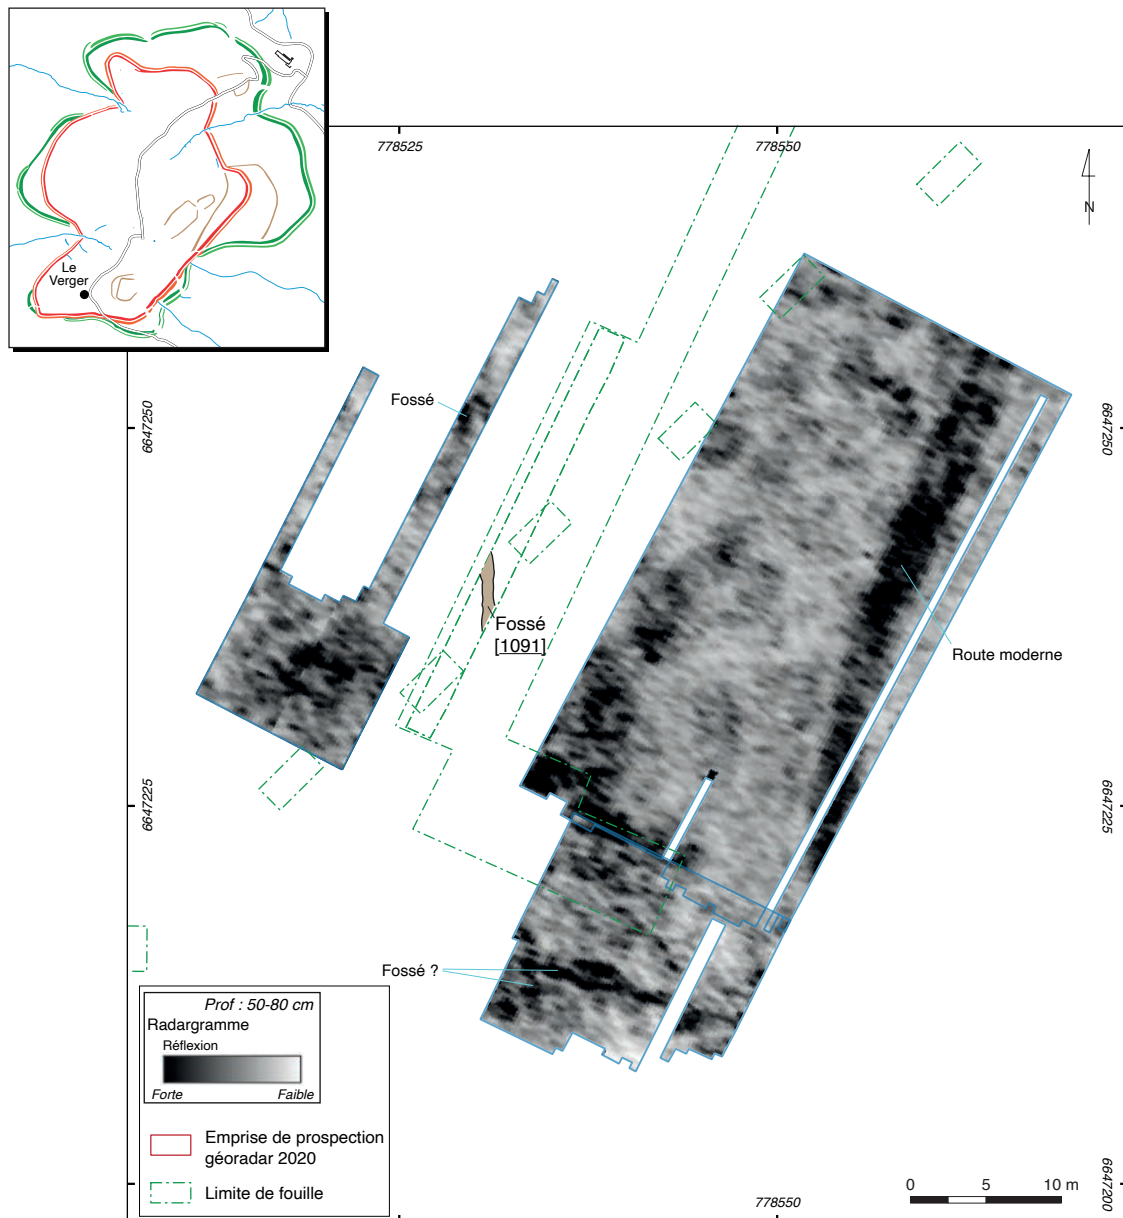 Le
Verger
778525
778550
N
6647250
6647250
Fossé
Fossé
[1091]
Route moderne
6647225
6647225
Fossé ?
Prof : 50-80 cm
Radargramme
Réflexion
Forte
Faible
Emprise de prospection
géoradar 2020
Limite de fouille
778550
0
5
10 m
6647200